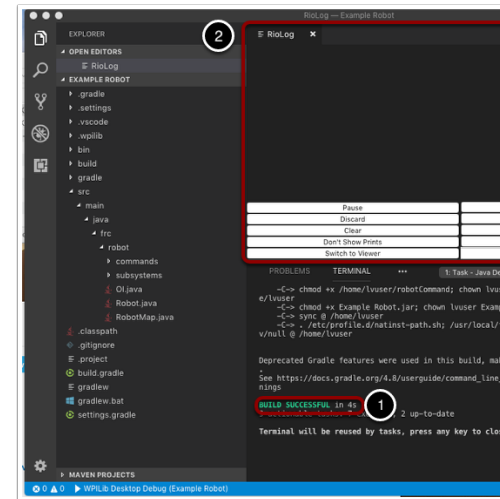 RioLog — Example Robot
EXPLORER
2
RioLog
OPEN EDITORS
RioLog
EXAMPLE ROBOT
.gradle
.settings
.vscode
.wpilib
bin
build
gradle
src
main
java
frc
robot
commands
subsystems
OI.java
Robot.java
RobotMap.java
.classpath
.gitignore
.project
build.gradle
gradlew
gradlew.bat
settings.gradle
MAVEN PROJECTS
Pause
Discard
Clear
Don't Show Prints
Switch to Viewer
PROBLEMS TERMINAL ••• 1: Task - Java De
-C-> chmod +x /home/lvuser/robotCommand; chown lvus
e/lvuser
-C-> chmod +x Example Robot.jar; chown lvuser Examp
-C-> sync @ /home/lvuser
-C-> . /etc/profile.d/natinst-path.sh; /usr/local/
v/null @ /home/lvuser
Deprecated Gradle features were used in this build, mak
.
See https://docs.gradle.org/4.8/userguide/command_line_
nings
BUILD SUCCESSFUL in 4s
1
2 up-to-date
Terminal will be reused by tasks, press any key to clos
0 0 WPILib Desktop Debug (Example Robot)